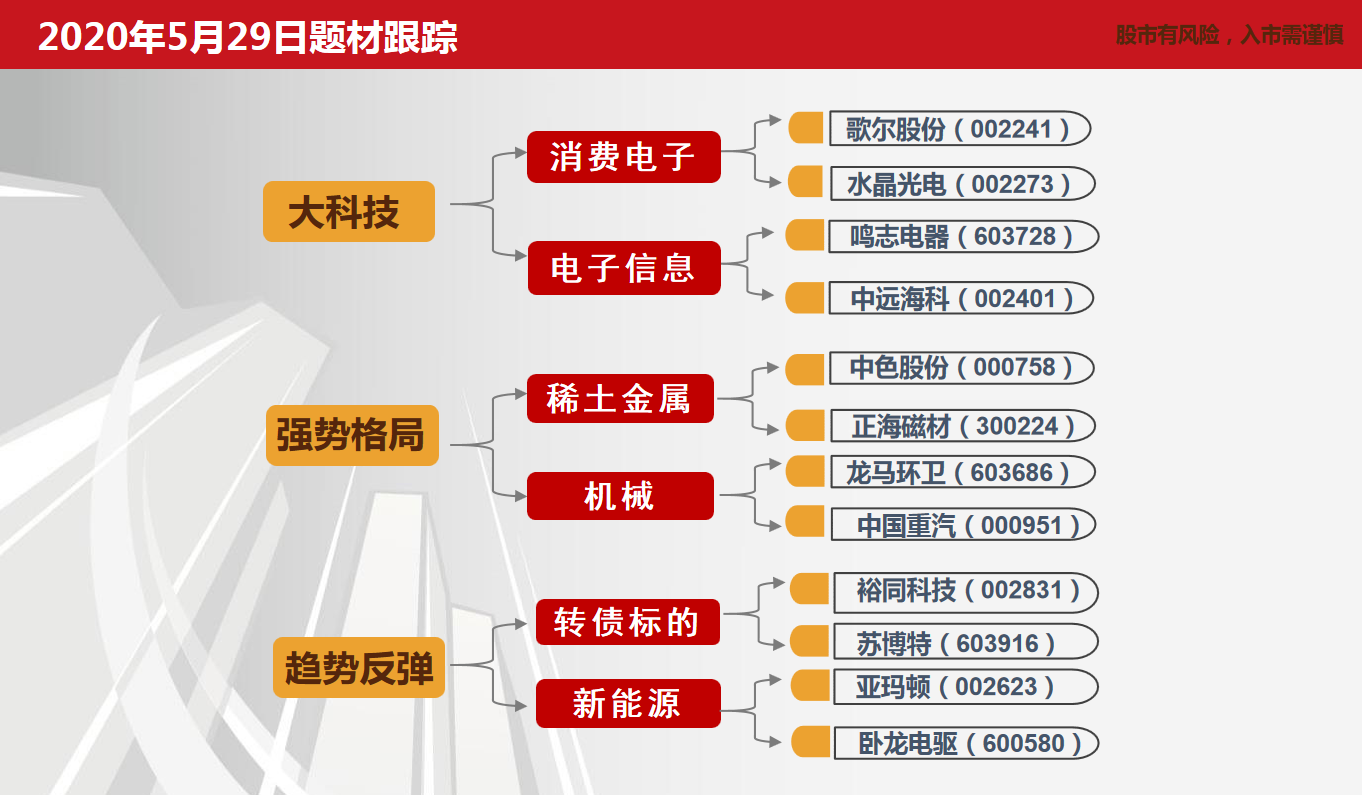 2020年5月29日题材跟踪
股市有风险，入市需谨慎
大科技
消费电子
歌尔股份（002241）
水晶光电（002273）
电子信息
鸣志电器（603728）
中远海科（002401）
强势格局
稀土金属
中色股份（000758）
正海磁材（300224）
机械
龙马环卫（603686）
中国重汽（000951）
趋势反弹
转债标的
裕同科技（002831）
苏博特（603916）
新能源
亚玛顿（002623）
卧龙电驱（600580）